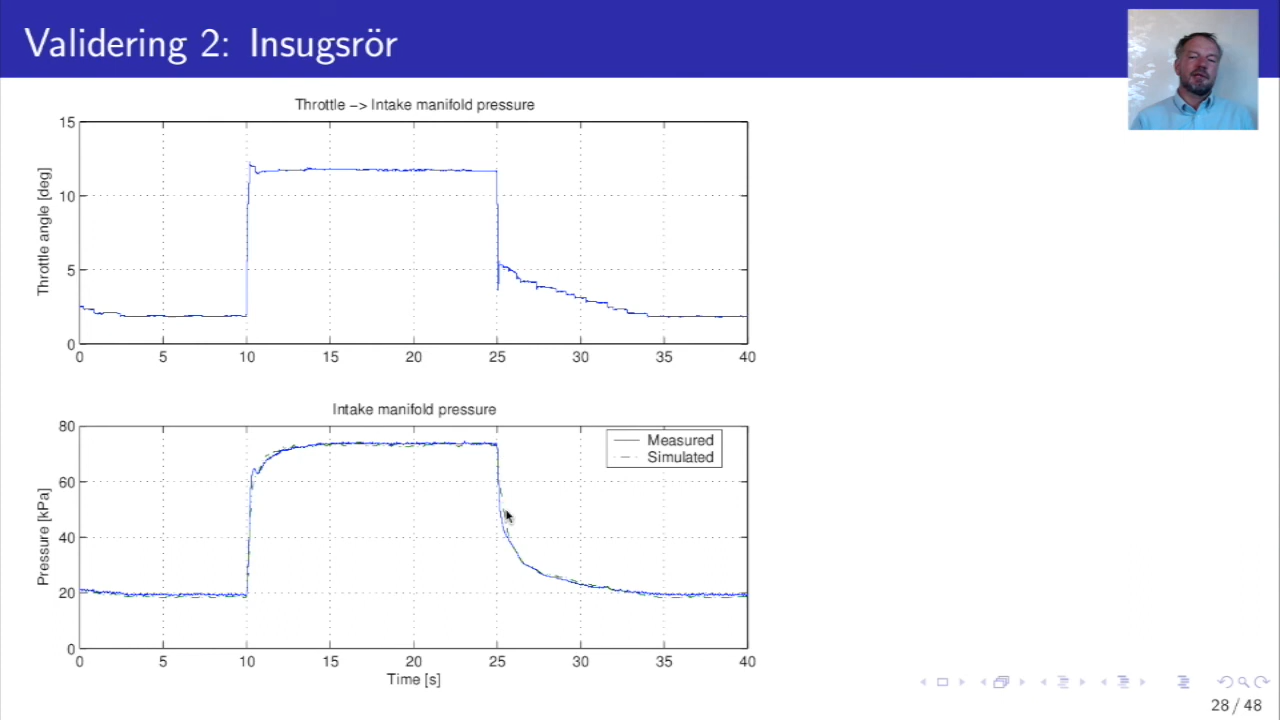 Validering 2: Insugsrör
Throttle −> Intake manifold pressure
15
10
5
0
Throttle angle [deg]
0 5 10 15 20 25 30 35 40
Intake manifold pressure
80
60
40
20
0
Pressure [kPa]
Measured
Simulated
0 5 10 15 20 25 30 35 40
Time [s]
28 / 48